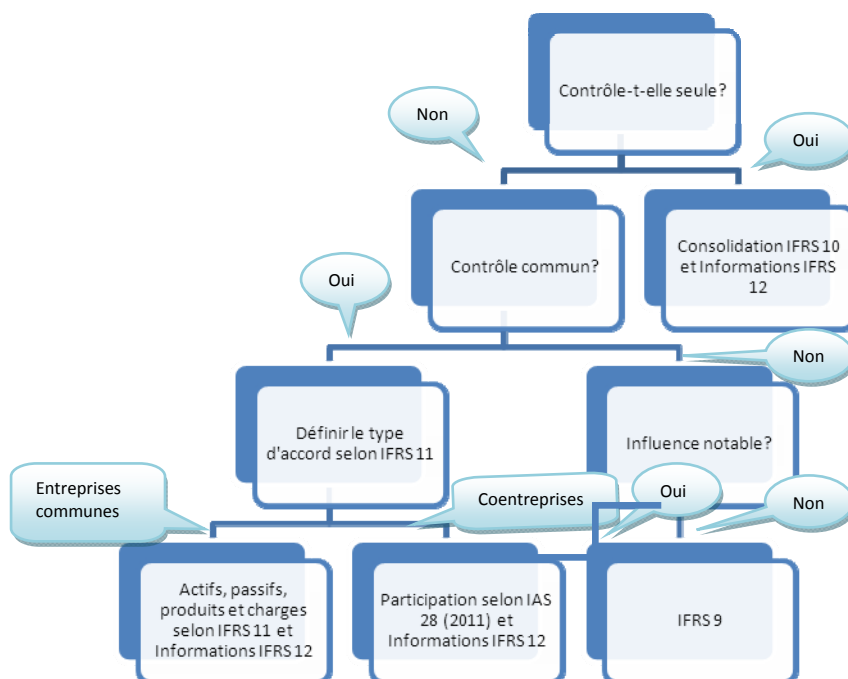 Contrôle-t-elle seule?
Non
Oui
Contrôle commun?
Consolidation IFRS 10
et Informations IFRS
12
Oui
Non
Définir le type
d'accord selon IFRS 11
Influence notable?
Entreprises
communes
Coentreprises
Oui
Non
Actifs, passifs,
produits et charges
selon IFRS 11 et
Informations IFRS 12
Participation selon IAS
28 (2011) et
Informations IFRS 12
IFRS 9